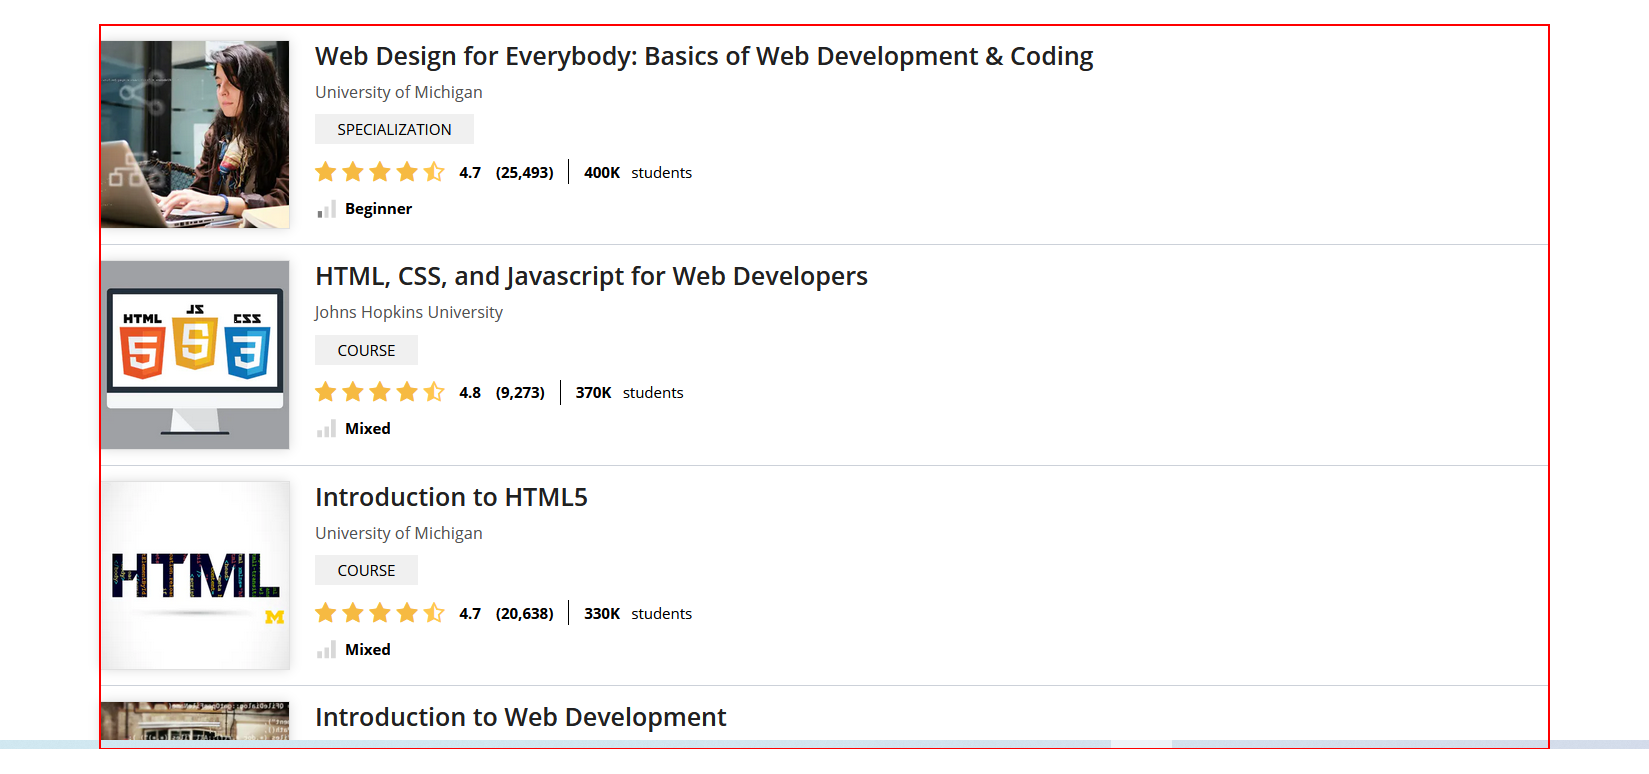 Web Design for Everybody: Basics of Web Development & Coding
University of Michigan
SPECIALIZATION
4.7 (25,493) 400K students
Beginner
HTML JS CSS
5 5 3
HTML, CSS, and Javascript for Web Developers
Johns Hopkins University
COURSE
4.8 (9,273) 370K students
Mixed
HTML
M
Introduction to HTML5
University of Michigan
COURSE
4.7 (20,638) 330K students
Mixed
Introduction to Web Development